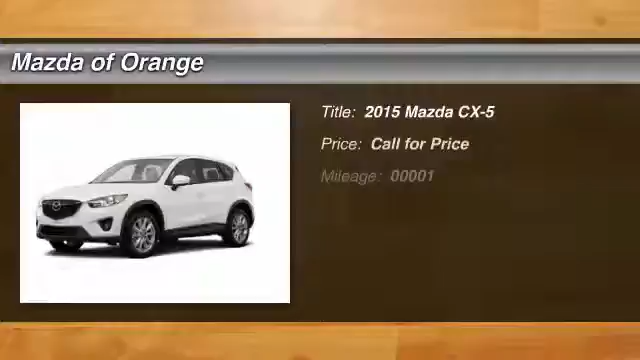 Mazda of Orange
Title: 2015 Mazda CX-5
Price: Call for Price
Mileage: 00001